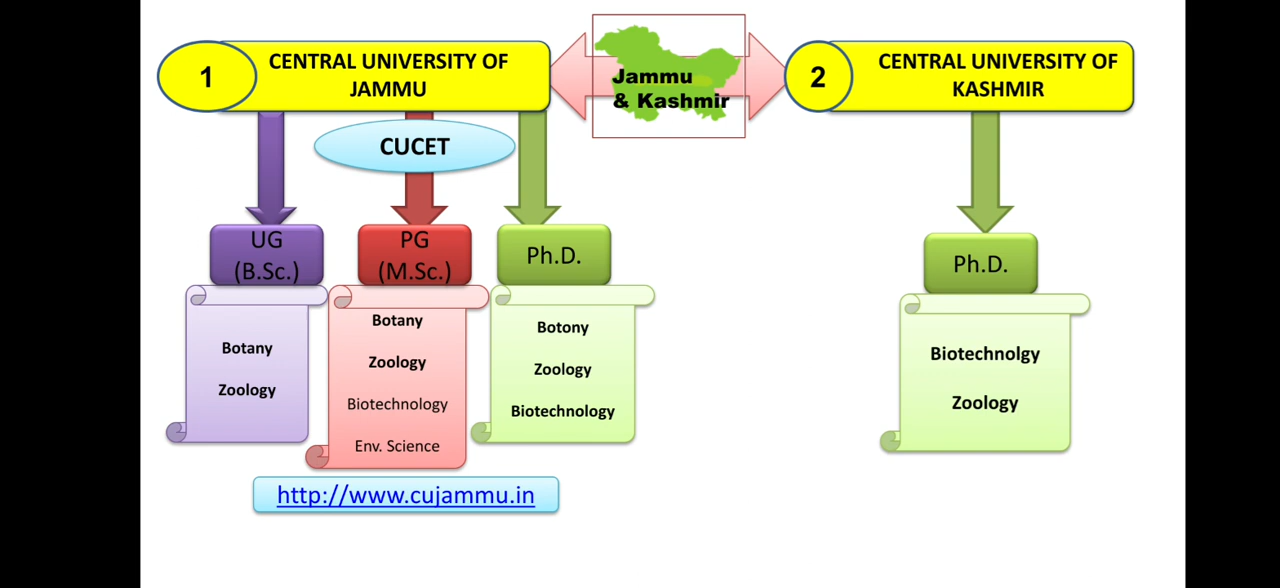 1
CENTRAL UNIVERSITY OF
JAMMU
Jammu
& Kashmir
2
CENTRAL UNIVERSITY OF
KASHMIR
CUCET
UG
(B.Sc.)
PG
(M.Sc.)
Ph.D.
Ph.D.
Botany
Zoology
Botany
Zoology
Biotechnology
Env. Science
Botony
Zoology
Biotechnology
Biotechnolgy
Zoology
http://www.cujammu.in